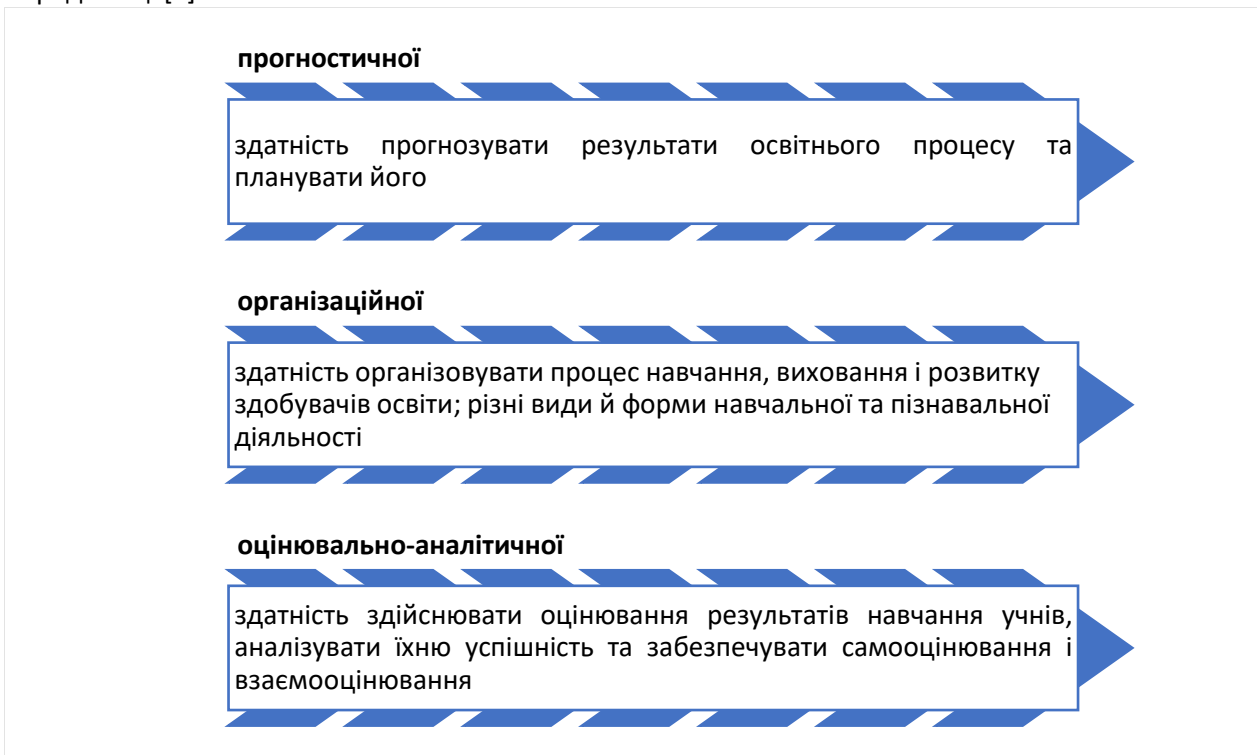 прогностичної
здатність прогнозувати результати освітнього процесу та
планувати його
організаційної
здатність організовувати процес навчання, виховання і розвитку
здобувачів освіти; різні види й форми навчальної та пізнавальної
діяльності
оцінювально-аналітичної
здатність здійснювати оцінювання результатів навчання учнів,
аналізувати їхню успішність та забезпечувати самооцінювання і
взаємооцінювання